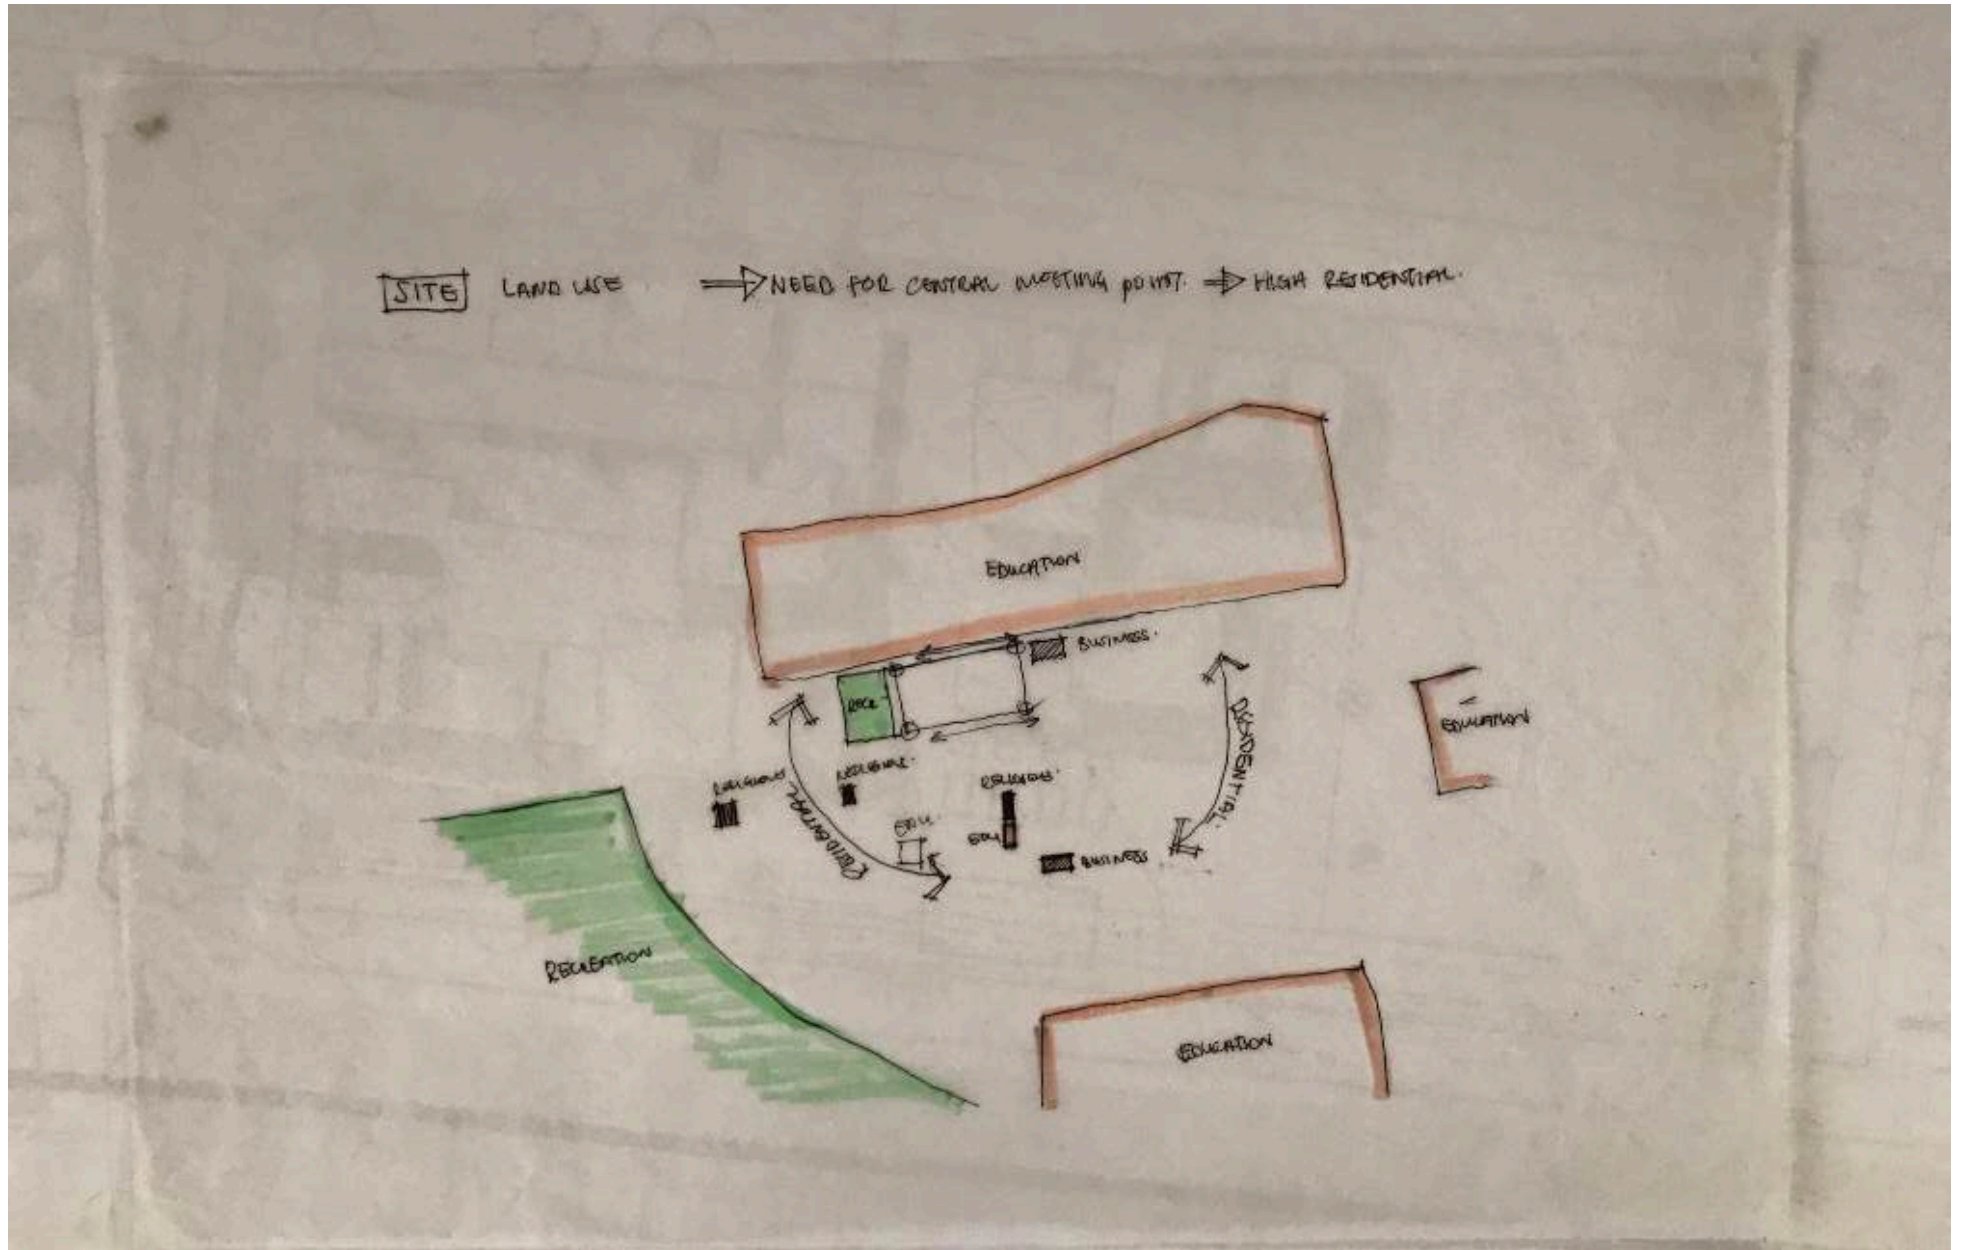 SITE LAND USE → NEED FOR CENTRAL MEETING POINT. → HIGH RESIDENTIAL.
EDUCATION
BUSINESS.
RECR
RESIDENTIAL.
EDUCATION
RELIGIOUS
RELIGIOUS.
RELIGIOUS.
RESIDENTIAL
EDU.
EDU
BUSINESS
RECREATION
EDUCATION